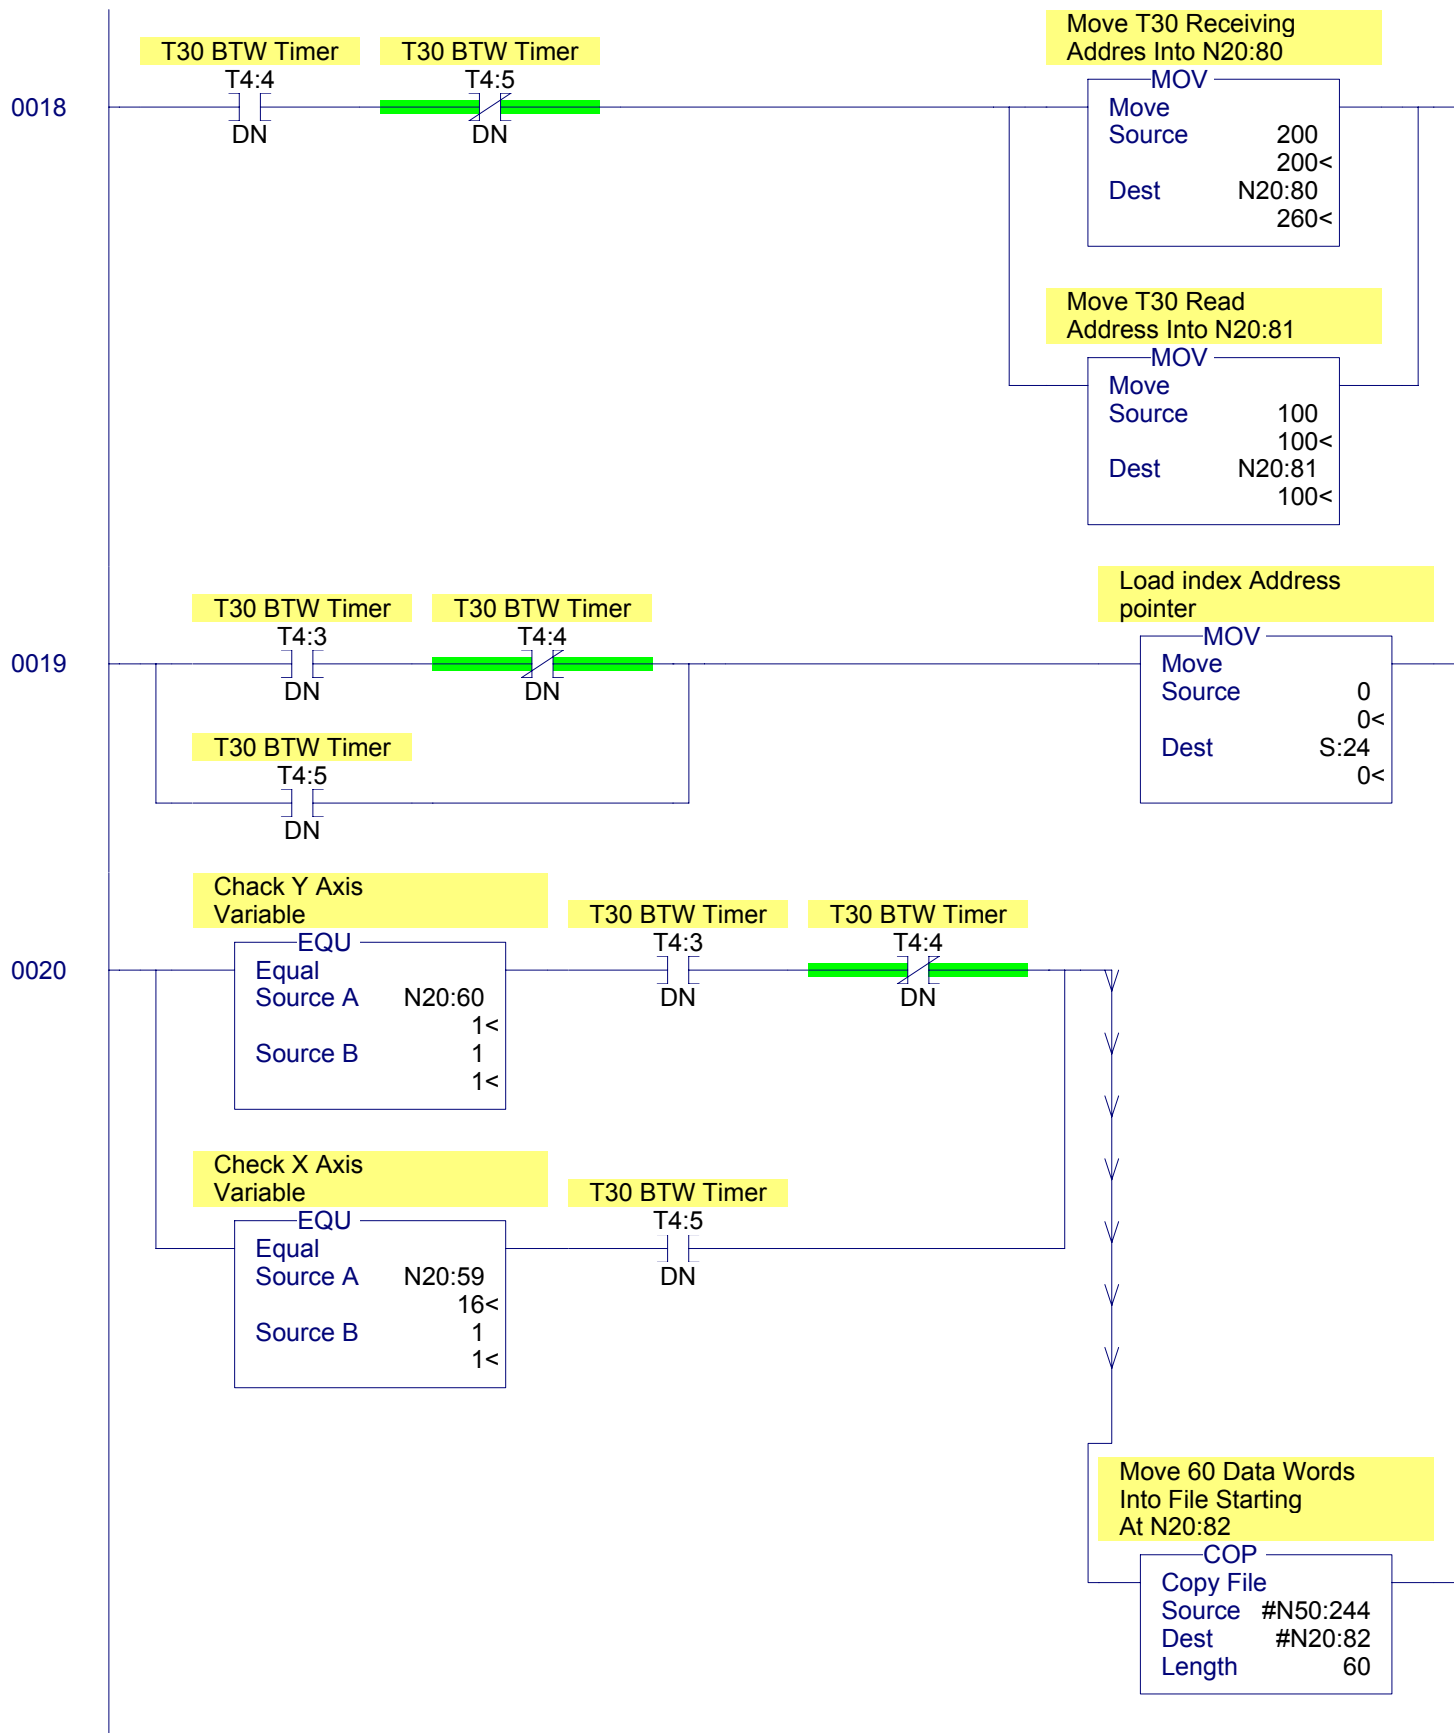 Move T30 Receiving
Addres Into N20:80
T30 BTW Timer T30 BTW Timer
T4:4 T4:5 MOV
0018 Move
DN DN Source 200
200<
Dest N20:80
260<
Move T30 Read
Address Into N20:81
MOV
Move
Source 100
100<
Dest N20:81
100<
Load index Address
pointer
T30 BTW Timer T30 BTW Timer
T4:3 T4:4 MOV
0019 Move
DN DN Source 0
0<
T30 BTW Timer Dest S:24
T4:5 0<
DN
Chack Y Axis
Variable T30 BTW Timer T30 BTW Timer
EQU T4:3 T4:4
0020 Equal
Source A N20:60 DN DN
1<
Source B 1
1<
Check X Axis
Variable T30 BTW Timer
EQU T4:5
Equal
Source A N20:59 DN
16<
Source B 1
1<
Move 60 Data Words
Into File Starting
At N20:82
COP
Copy File
Source #N50:244
Dest #N20:82
Length 60